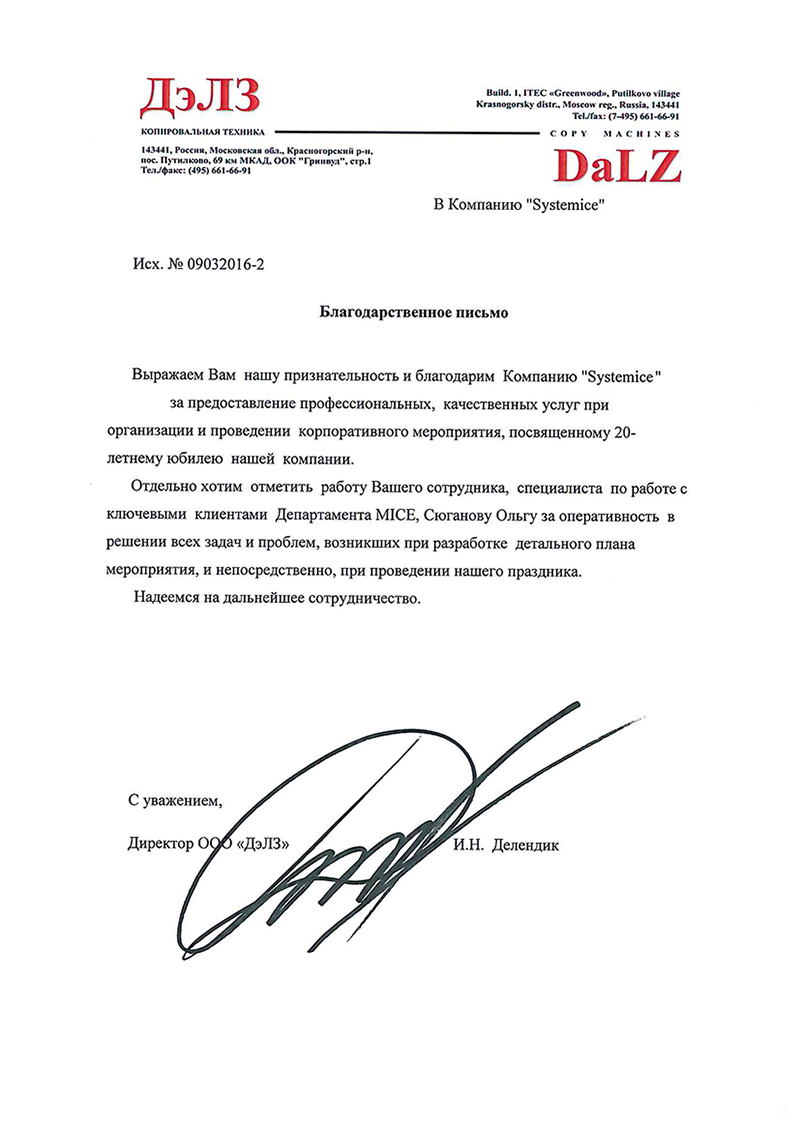 ДэЛЗ
КОПИРОВАЛЬНАЯ ТЕХНИКА
143441, Россия, Московская обл., Красногорский р-н,
пос. Путилково, 69 км МКАД, ООК "Гринвуд", стр.1
Тел./факс: (495) 661-66-91
Build. 1, ITEC «Greenwood», Putilkovo village
Krasnogorsky distr., Moscow reg., Russia, 143441
Tel./fax: (7-495) 661-66-91
COPY MACHINES
DaLZ
В Компанию "Systemice"
Исх. № 09032016-2
Благодарственное письмо
Выражаем Вам нашу признательность и благодарим Компанию "Systemice"
за предоставление профессиональных, качественных услуг при
организации и проведении корпоративного мероприятия, посвященному 20-
летнему юбилею нашей компании.
Отдельно хотим отметить работу Вашего сотрудника, специалиста по работе с
ключевыми клиентами Департамента MICE, Сюганову Ольгу за оперативность в
решении всех задач и проблем, возникших при разработке детального плана
мероприятия, и непосредственно, при проведении нашего праздника.
Надеемся на дальнейшее сотрудничество.
С уважением,
Директор ООО «ДэЛЗ» И.Н. Делендик